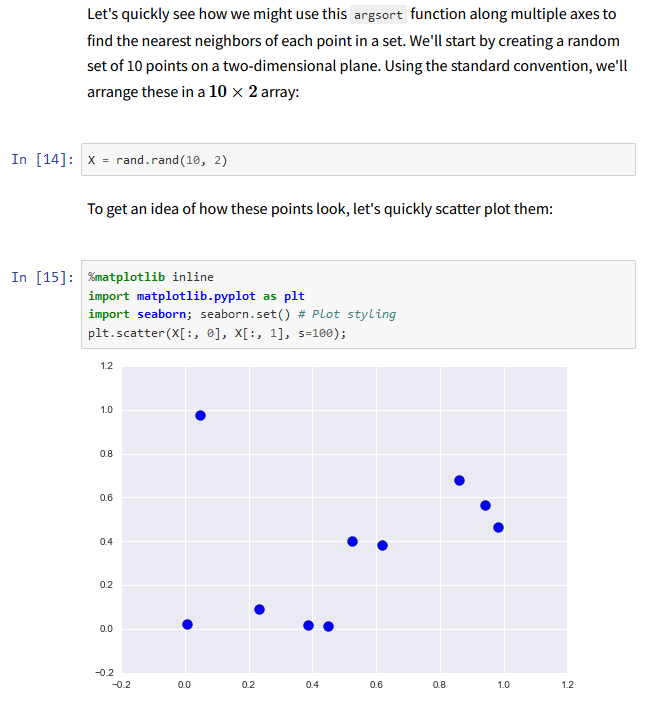 Let's quickly see how we might use this argsort function along multiple axes to
find the nearest neighbors of each point in a set. We'll start by creating a random
set of 10 points on a two-dimensional plane. Using the standard convention, we'll
arrange these in a 10 × 2 array:
In [14]: X = rand.rand(10, 2)
To get an idea of how these points look, let's quickly scatter plot them:
In [15]: %matplotlib inline
import matplotlib.pyplot as plt
import seaborn; seaborn.set() # Plot styling
plt.scatter(X[:, 0], X[:, 1], s=100);
1.2
1.0
0.8
0.6
0.4
0.2
0.0
−0.2
−0.2 0.0 0.2 0.4 0.6 0.8 1.0 1.2